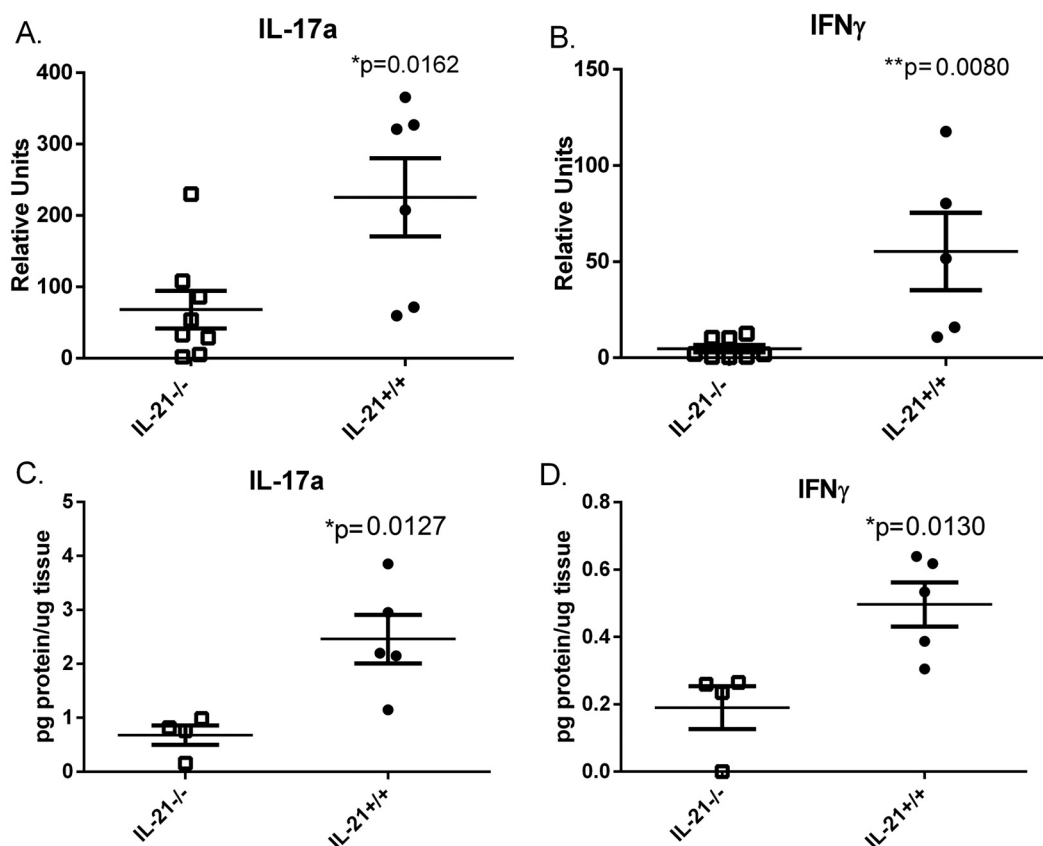 A.
IL-17a
*p=0.0162
Relative Units
400
300
200
100
0
IL-21-/-
IL-21+/+
B.
IFNγ
**p=0.0080
Relative Units
150
100
50
0
IL-21-/-
IL-21+/+
C.
IL-17a
*p=0.0127
pg protein/ug tissue
5
4
3
2
1
0
IL-21-/-
IL-21+/+
D.
IFNγ
*p=0.0130
pg protein/ug tissue
0.8
0.6
0.4
0.2
0.0
IL-21-/-
IL-21+/+